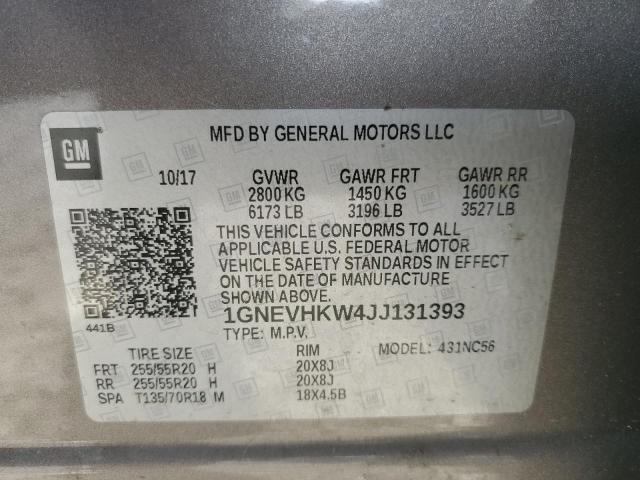 GM
MFD BY GENERAL MOTORS LLC
10/17 GVWR GAWR FRT GAWR RR
2800 KG 1450 KG 1600 KG
6173 LB 3196 LB 3527 LB
THIS VEHICLE CONFORMS TO ALL
APPLICABLE U.S. FEDERAL MOTOR
VEHICLE SAFETY STANDARDS IN EFFECT
ON THE DATE OF MANUFACTURE
1GNEVHKW4JJ131393
441B
TYPE: M.P.V. MODEL: 431NC56
TIRE SIZE RIM
FRT 255/55R20 H 20X8J
RR 255/55R20 H 20X8J
SPA T135/70R18 M 18X4.5B